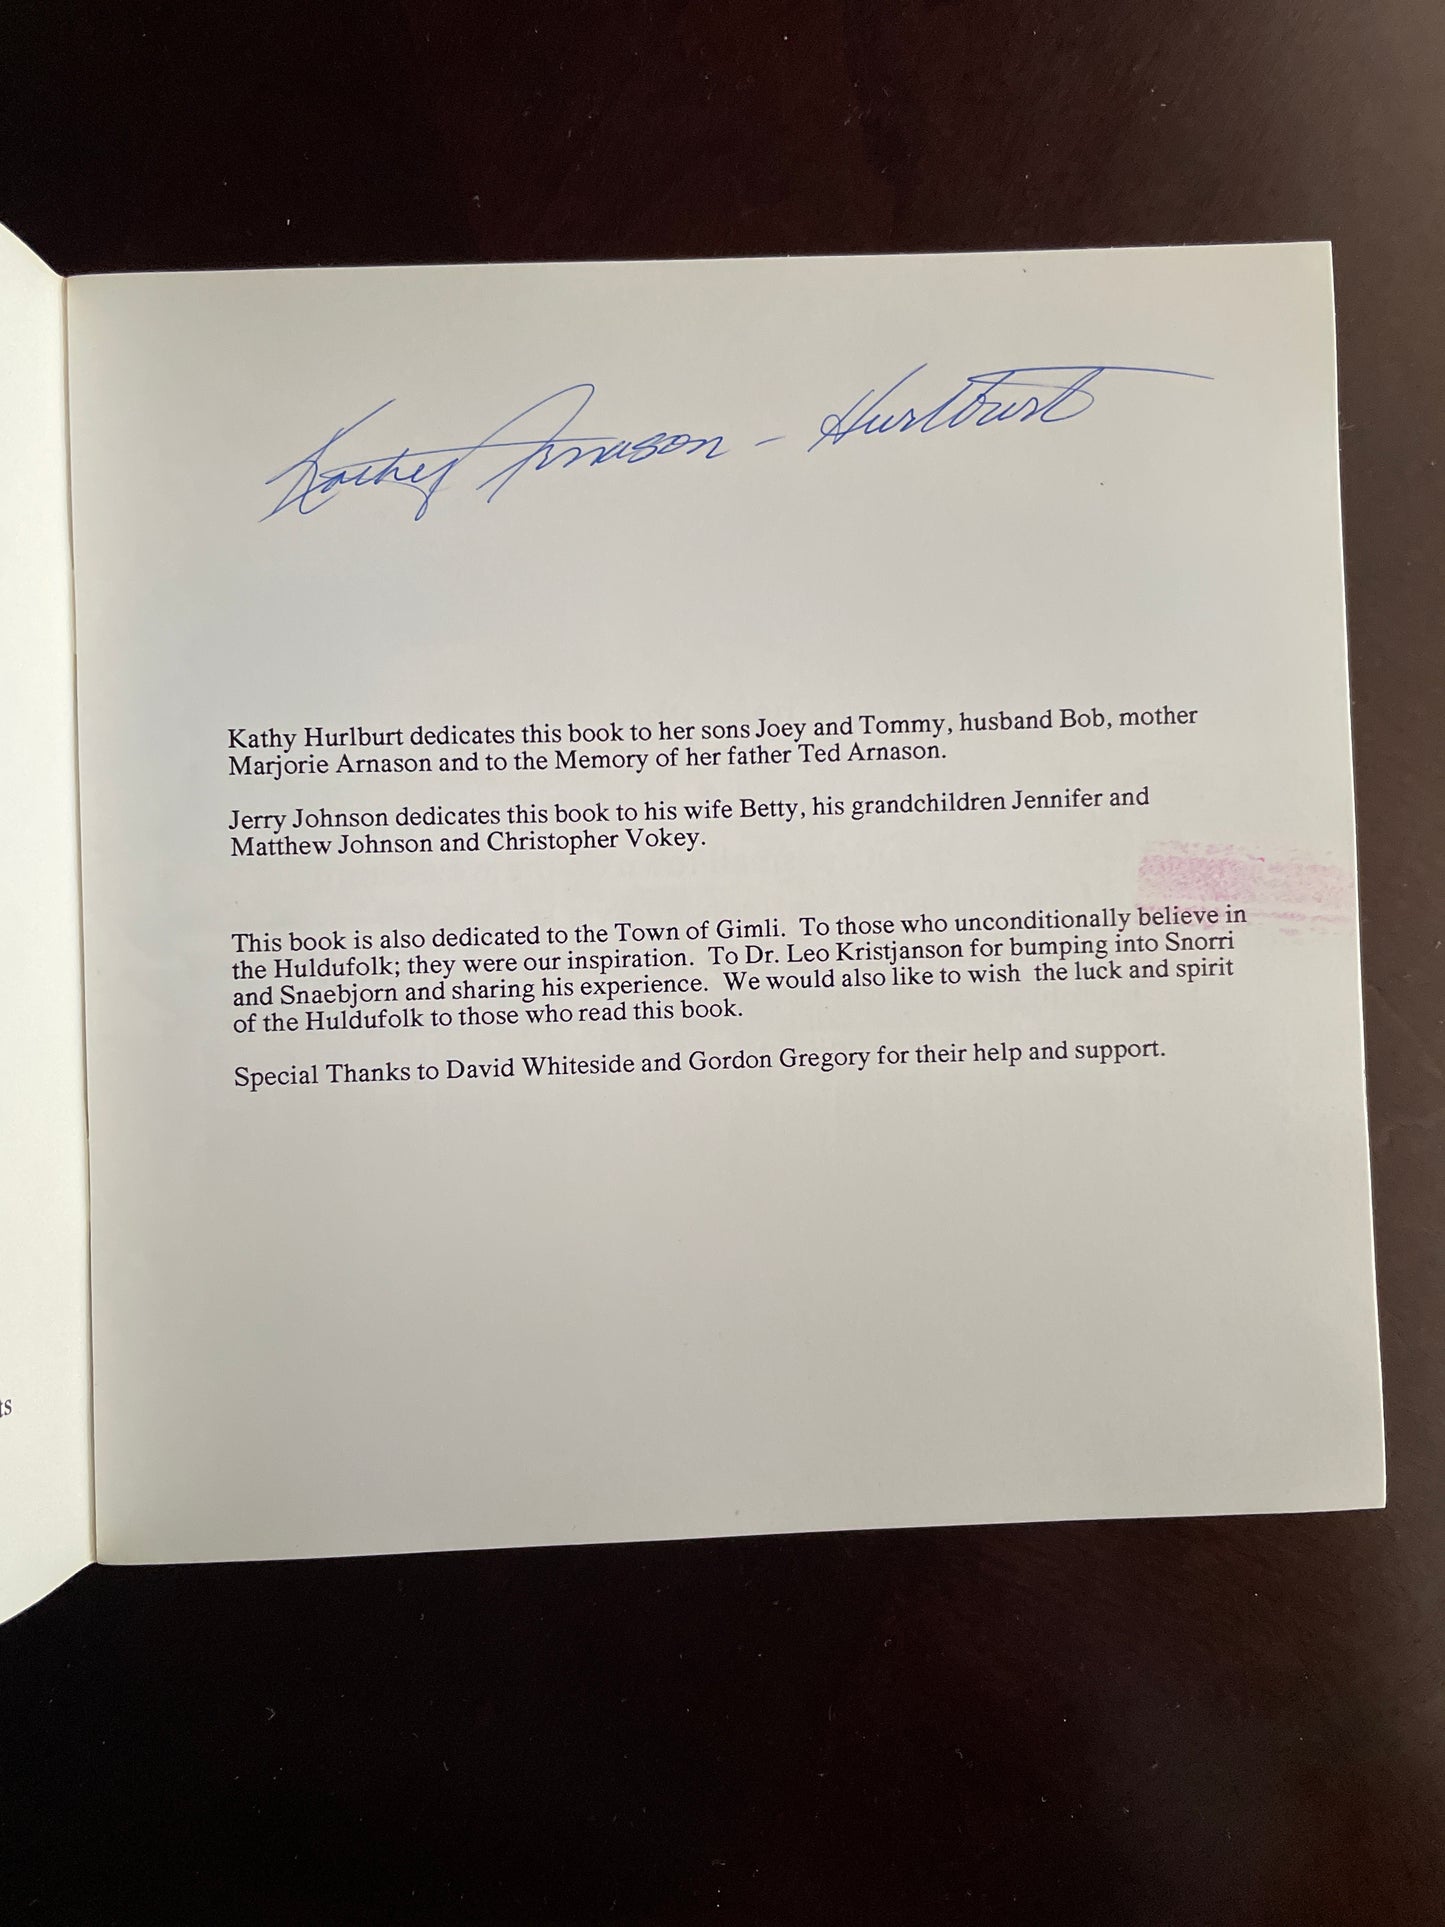 Kathy Arnason - Hurlburt
Kathy Hurlburt dedicates this book to her sons Joey and Tommy, husband Bob, mother
Marjorie Arnason and to the Memory of her father Ted Arnason.
Jerry Johnson dedicates this book to his wife Betty, his grandchildren Jennifer and
Matthew Johnson and Christopher Vokey.
This book is also dedicated to the Town of Gimli.  To those who unconditionally believe in
the Huldufolk; they were our inspiration.  To Dr. Leo Kristjanson for bumping into Snorri
and Snaebjorn and sharing his experience.  We would also like to wish  the luck and spirit
of the Huldufolk to those who read this book.
Special Thanks to David Whiteside and Gordon Gregory for their help and support.